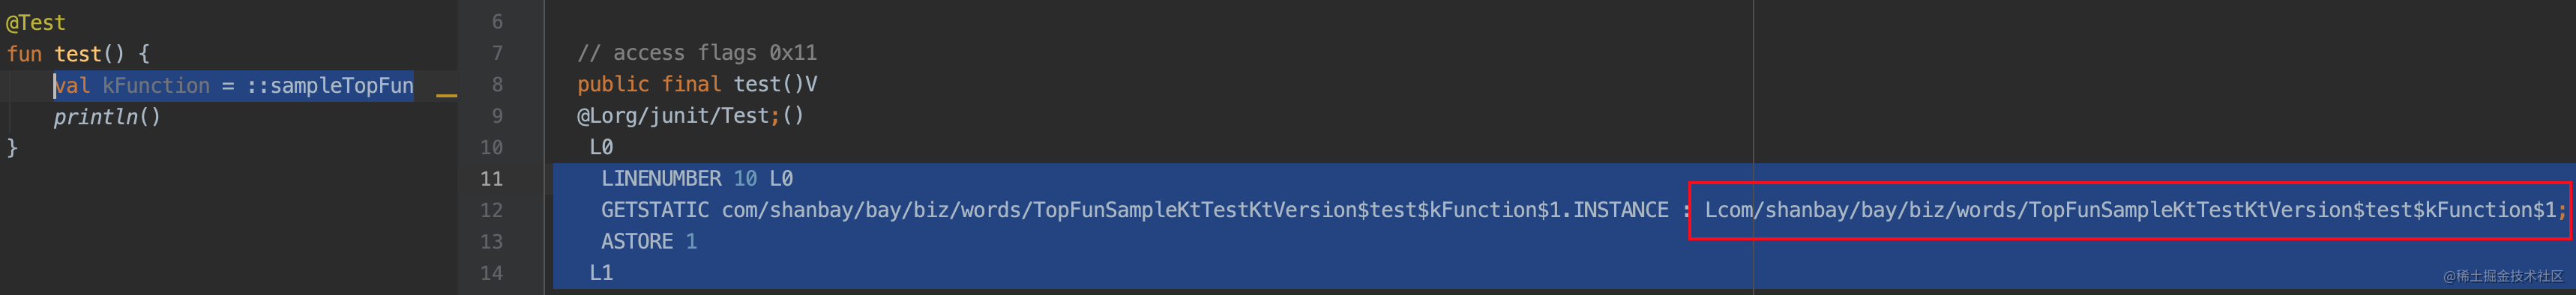 @Test
fun test() {
    val kFunction = ::sampleTopFun
    println()
}
6
7 // access flags 0x11
8 public final test()V
9 @Lorg/junit/Test;()
10 L0
11 LINENUMBER 10 L0
12 GETSTATIC com/shanbay/bay/biz/words/TopFunSampleKtTestKtVersion$test$kFunction$1.INSTANCE : Lcom/shanbay/bay/biz/words/TopFunSampleKtTestKtVersion$test$kFunction$1;
13 ASTORE 1
14 L1
@稀土掘金技术社区